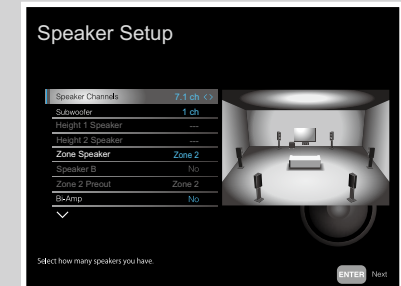 Speaker Setup
Speaker Channels 7.1 ch <>
Subwoofer 1 ch
Height 1 Speaker ---
Height 2 Speaker ---
Zone Speaker Zone 2
Speaker B No
Zone 2 Preout Zone 2
Bi-Amp No
Select how many speakers you have.
ENTER Next